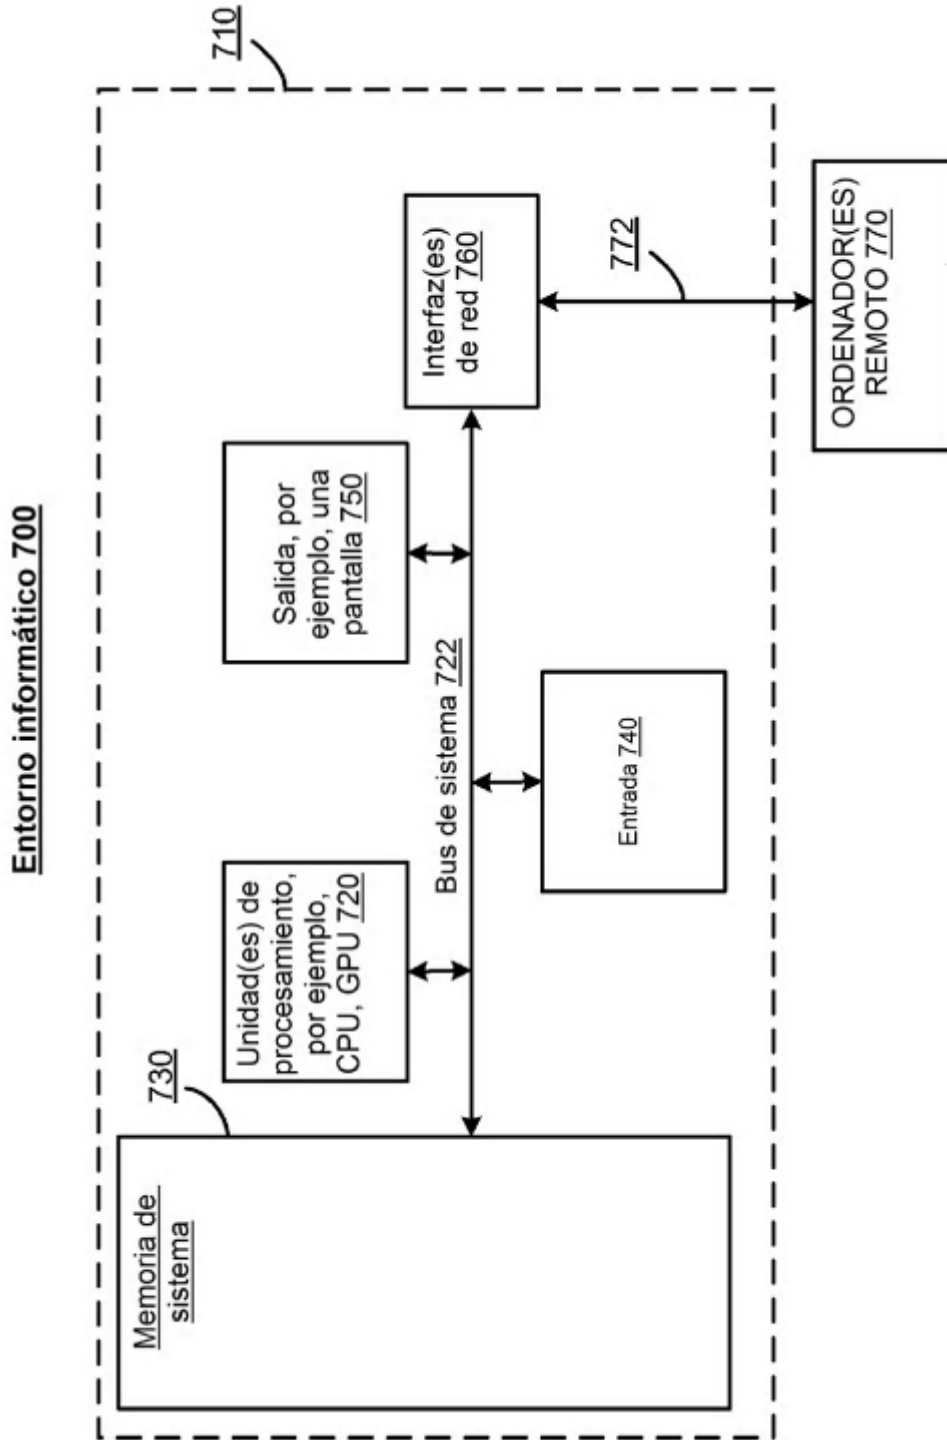 Entorno informático 700
710
Memoria de
sistema
730
Unidad(es) de
procesamiento,
por ejemplo,
CPU, GPU 720
Salida, por
ejemplo, una
pantalla 750
Bus de sistema 722
Interfaz(es)
de red 760
Entrada 740
772
ORDENADOR(ES)
REMOTO 770